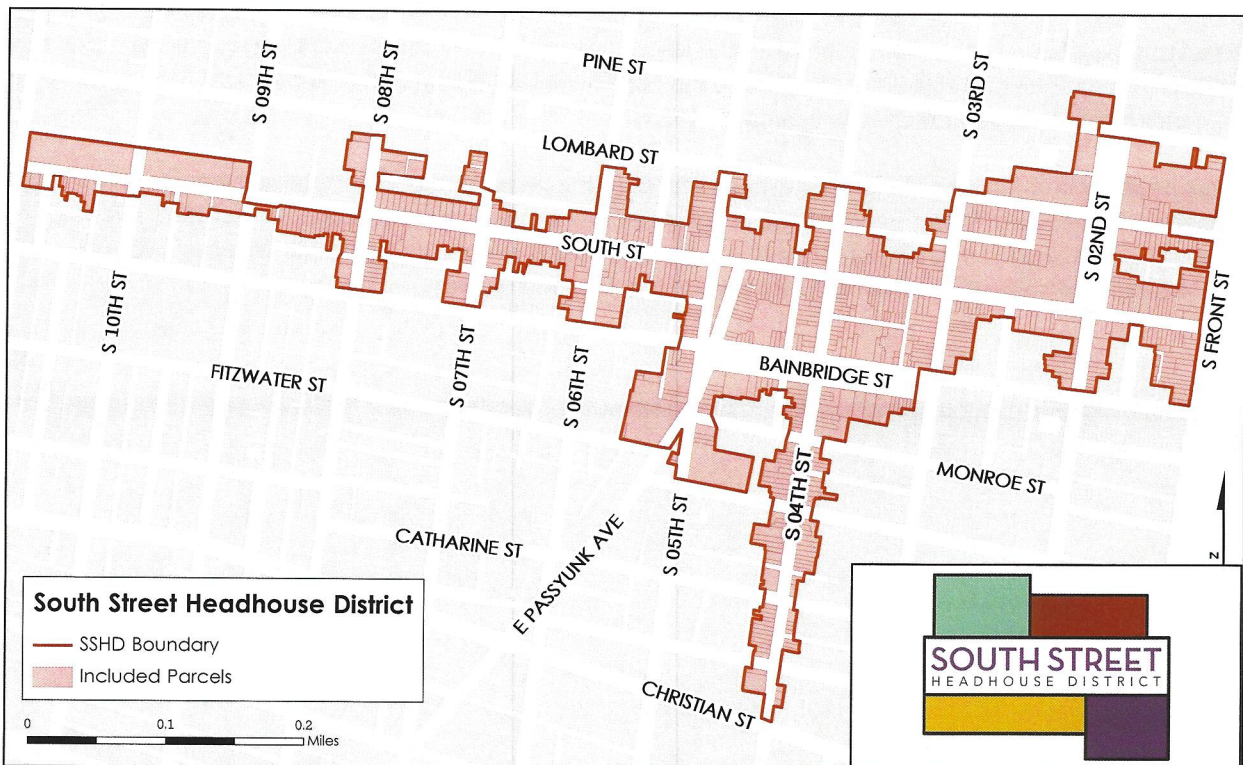 S 09TH ST
S 08TH ST
PINE ST
S 03RD ST
LOMBARD ST
SOUTH ST
S 02ND ST
S FRONT ST
S 10TH ST
S 07TH ST
S 06TH ST
BAINBRIDGE ST
FITZWATER ST
MONROE ST
S 04TH ST
S 05TH ST
CATHARINE ST
E PASSYUNK AVE
CHRISTIAN ST
N
South Street Headhouse District
SSHD Boundary
Included Parcels
0 0.1 0.2
Miles
SOUTH STREET
HEADHOUSE DISTRICT